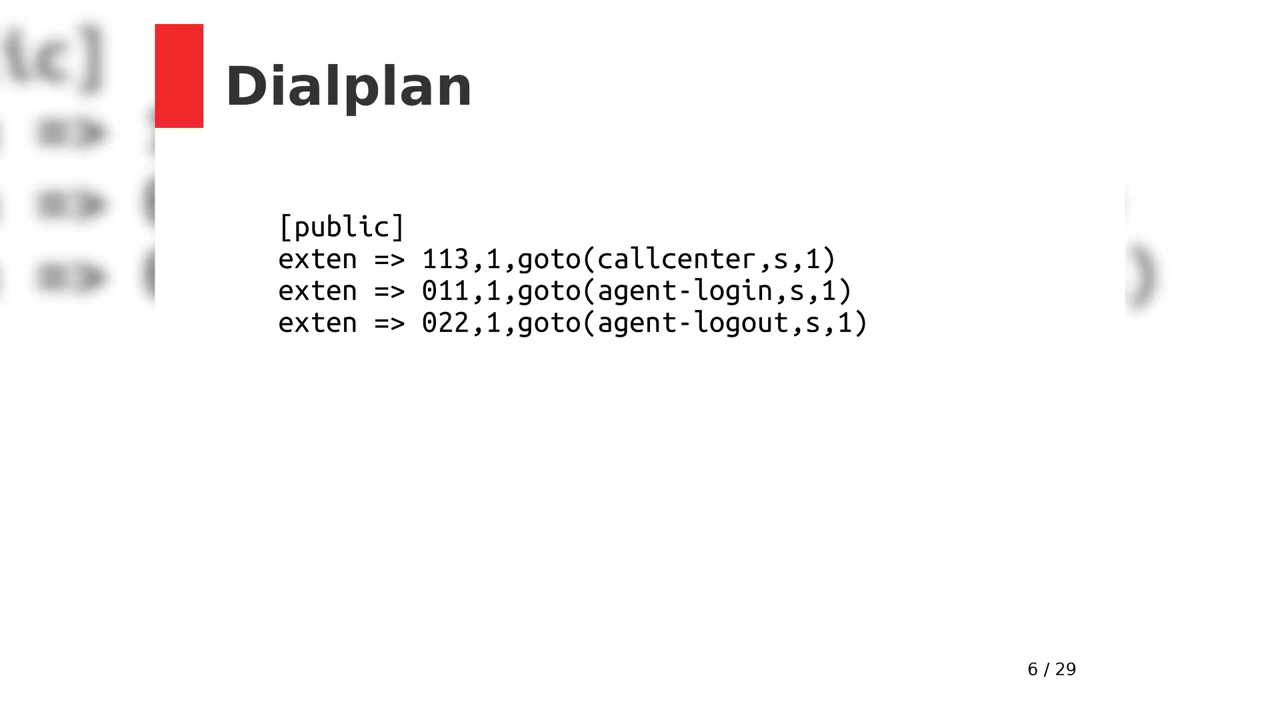 Dialplan
[public]
exten => 113,1,goto(callcenter,s,1)
exten => 011,1,goto(agent-login,s,1)
exten => 022,1,goto(agent-logout,s,1)
6 / 29